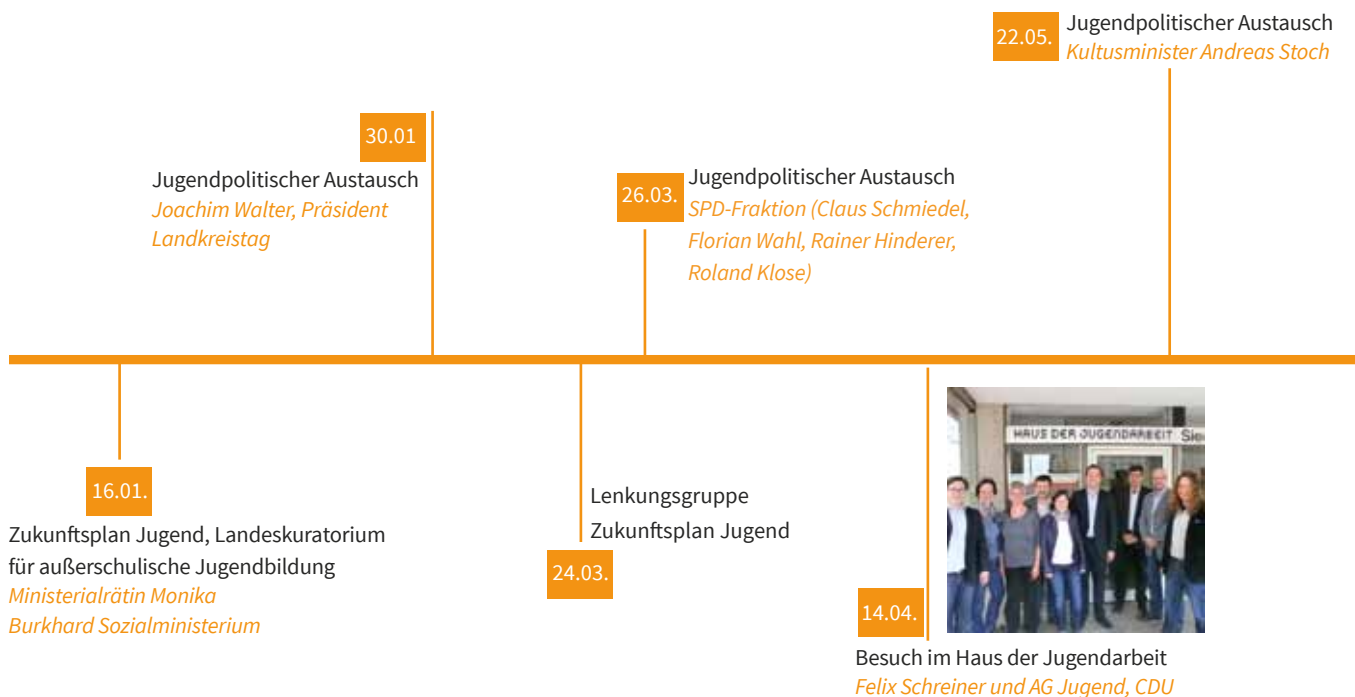 22.05.
Jugendpolitischer Austausch
Kultusminister Andreas Stoch
30.01
Jugendpolitischer Austausch
Joachim Walter, Präsident
Landkreistag
26.03.
Jugendpolitischer Austausch
SPD-Fraktion (Claus Schmiedel,
Florian Wahl, Rainer Hinderer,
Roland Klose)
16.01.
Zukunftsplan Jugend, Landeskuratorium
für außerschulische Jugendbildung
Ministerialrätin Monika
Burkhard Sozialministerium
Lenkungsgruppe
Zukunftsplan Jugend
24.03.
HAUS DER JUGENDARBEIT
14.04.
Besuch im Haus der Jugendarbeit
Felix Schreiner und AG Jugend, CDU